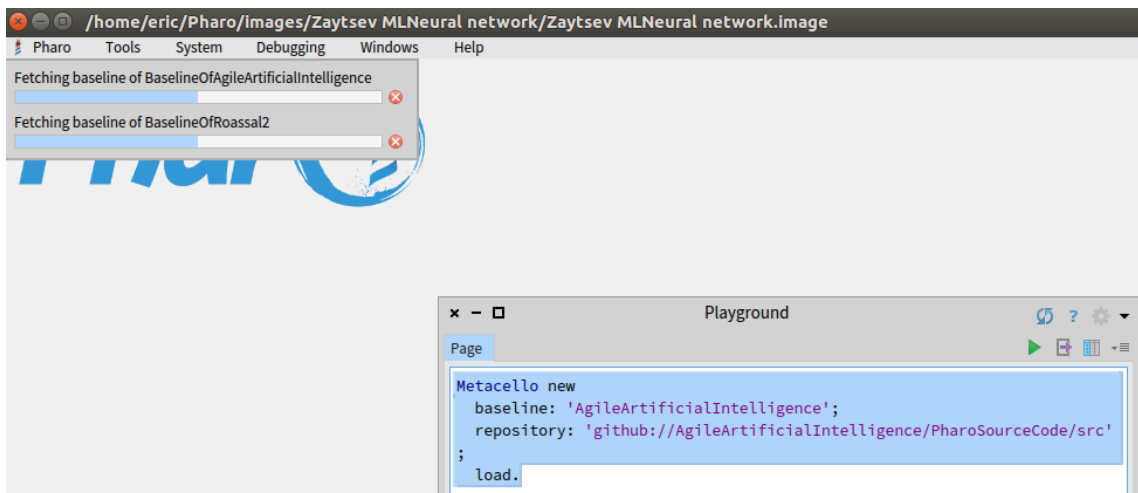 /home/eric/Pharo/images/Zaytsev MLNeural network/Zaytsev MLNeural network.image
Pharo Tools System Debugging Windows Help
Fetching baseline of BaselineOfAgileArtificialIntelligence
Fetching baseline of BaselineOfRoassal2
Playground
?
Page
Metacello new
baseline: 'AgileArtificialIntelligence';
repository: 'github://AgileArtificialIntelligence/PharoSourceCode/src'
;
load.